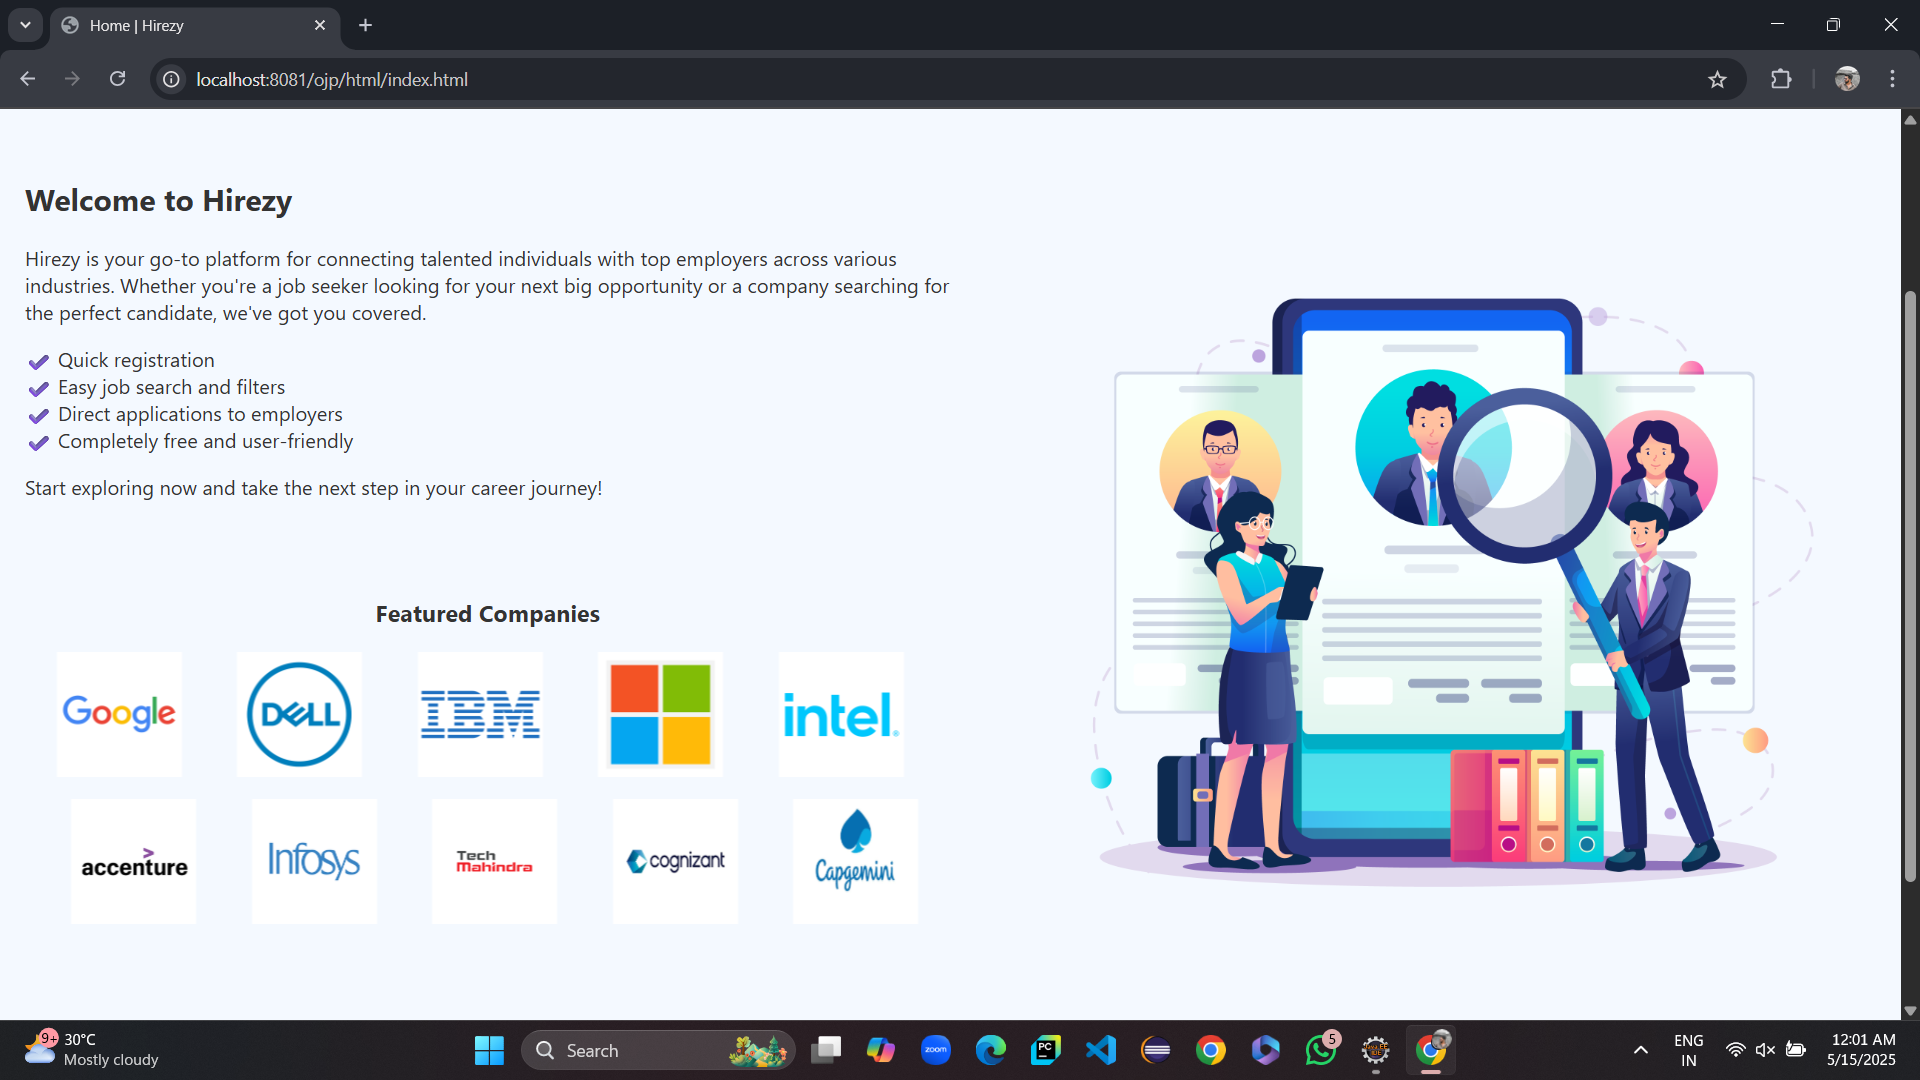 Home | Hirezy
localhost:8081/ojp/html/index.html
Welcome to Hirezy
Hirezy is your go-to platform for connecting talented individuals with top employers across various
industries. Whether you're a job seeker looking for your next big opportunity or a company searching for
the perfect candidate, we've got you covered.
Quick registration
Easy job search and filters
Direct applications to employers
Completely free and user-friendly
Start exploring now and take the next step in your career journey!
Featured Companies
Google
DELL
IBM
intel.
accenture
Infosys
Tech
Mahindra
cognizant
Capgemini
9+
30°C
Mostly cloudy
Search
zoom
PC
5
ENG
IN
12:01 AM
5/15/2025